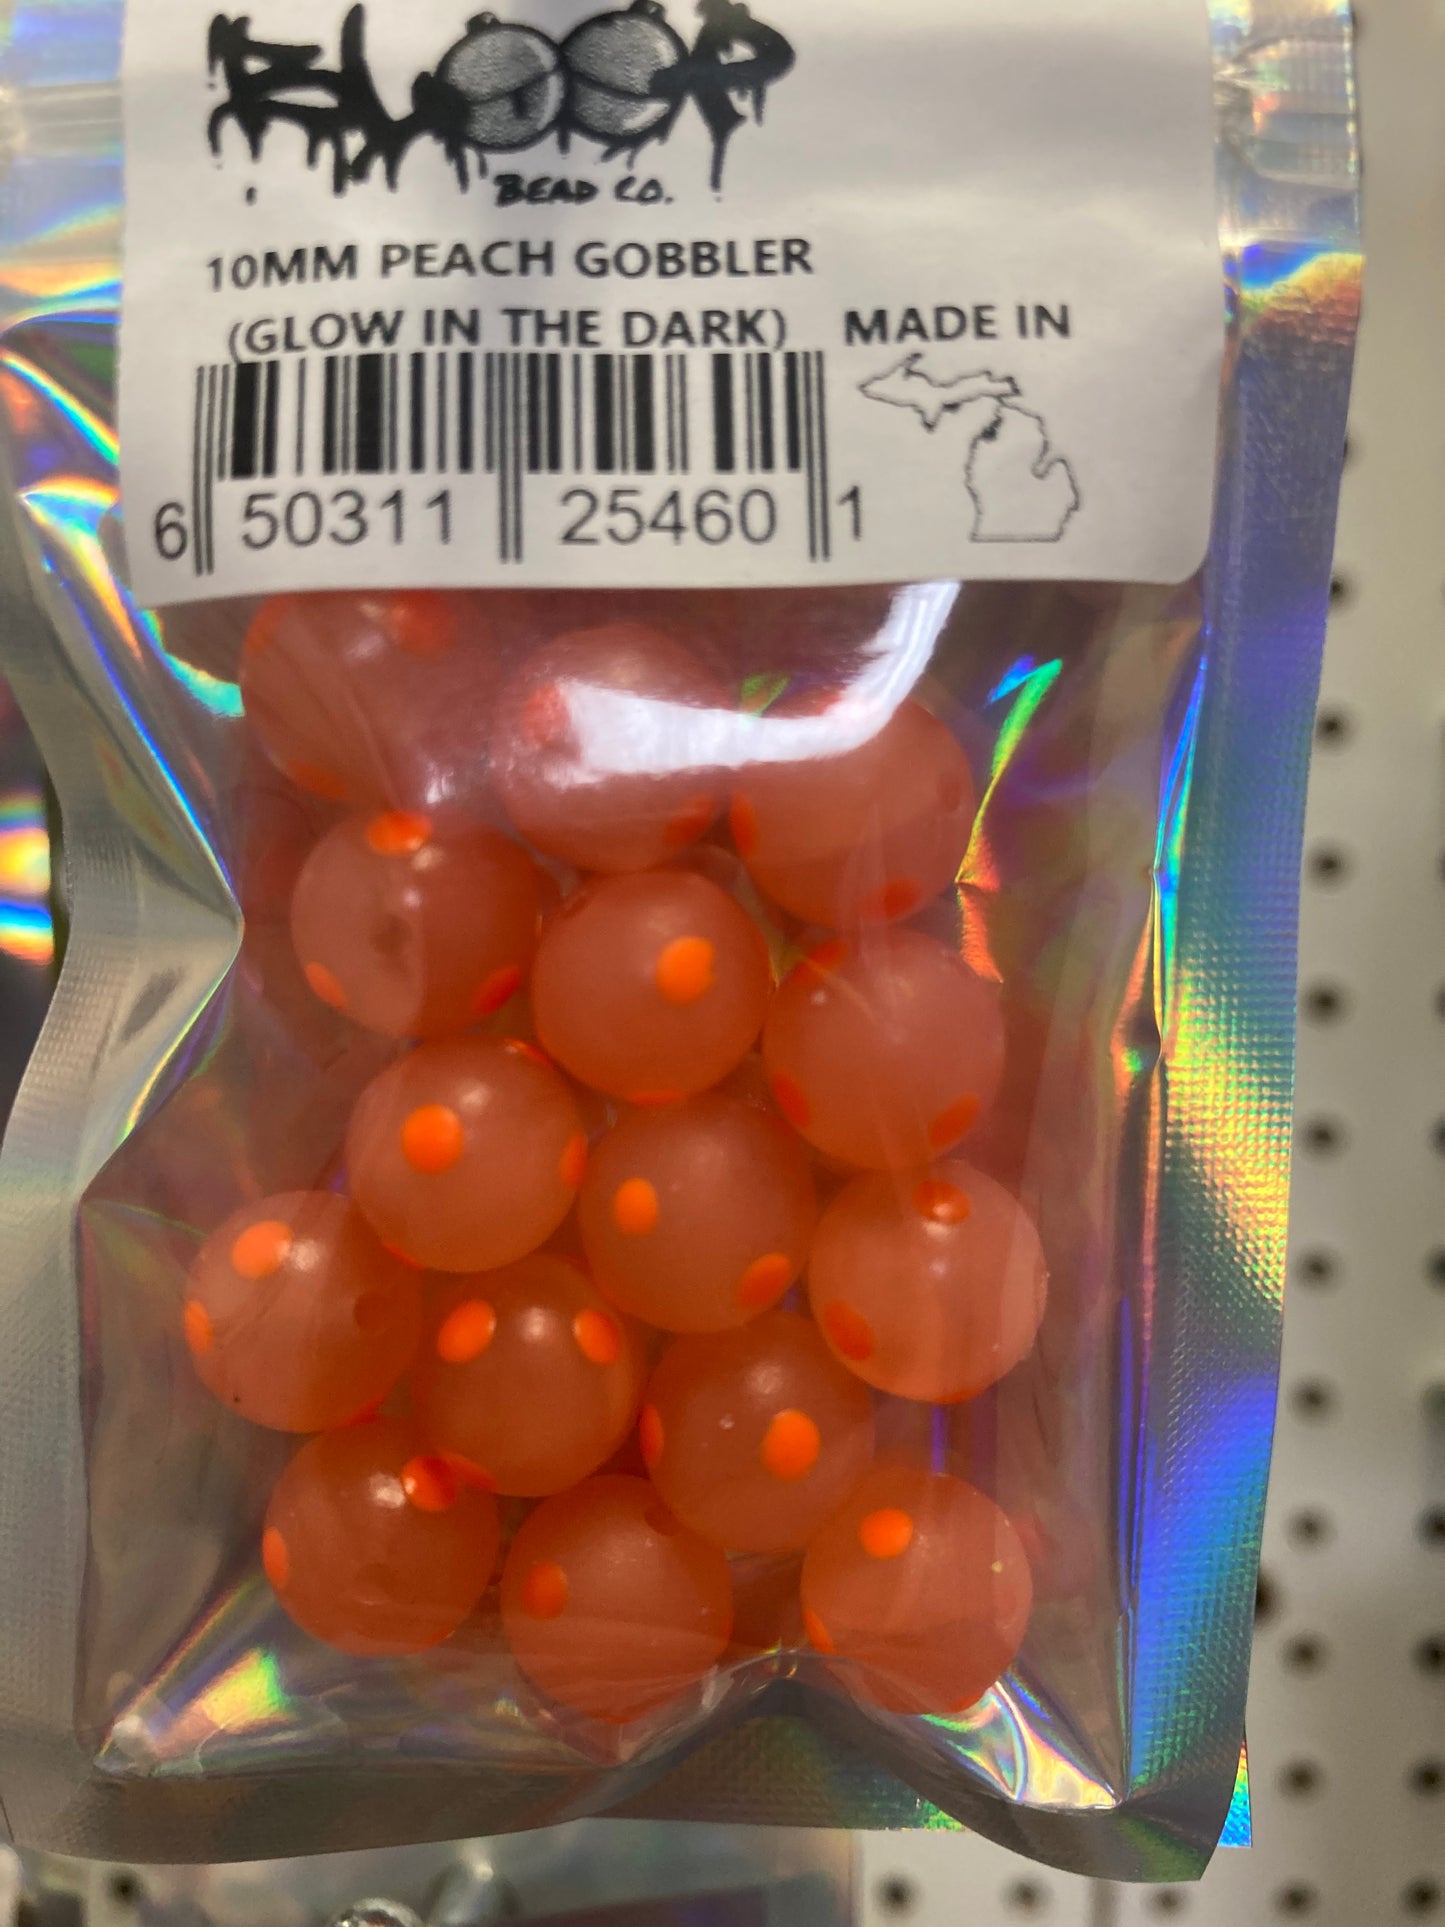 BLOOP
BEAD CO.
10MM PEACH GOBBLER
(GLOW IN THE DARK) MADE IN
6 50311 25460 1